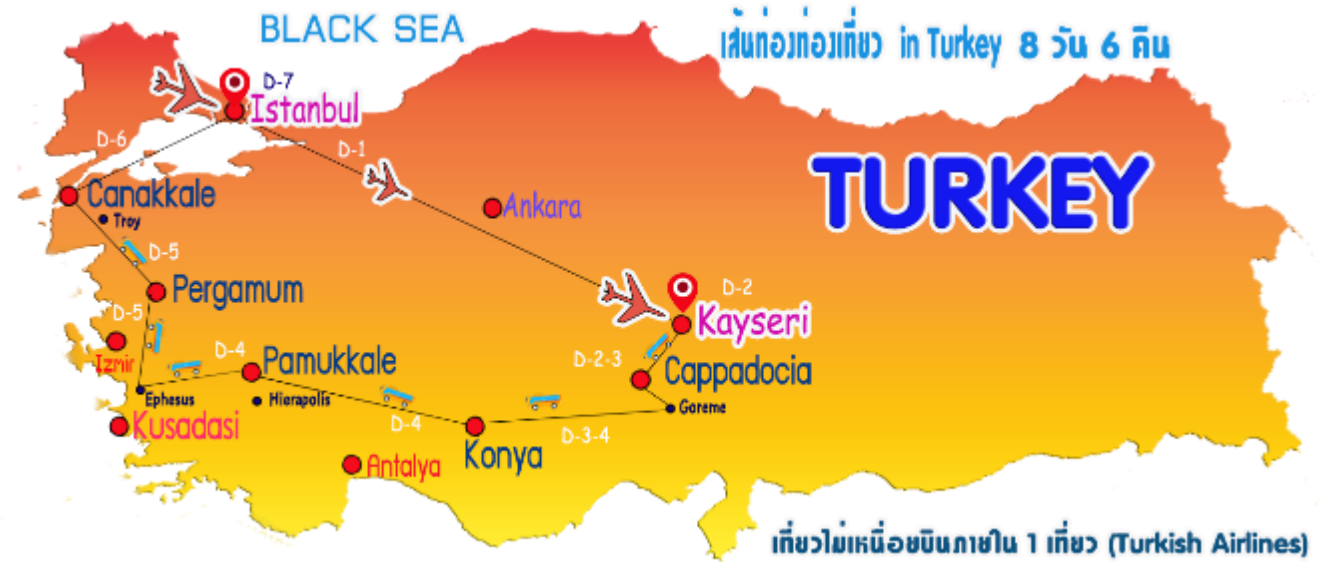 BLACK SEA
เส้นท่องท่องเที่ยว in Turkey 8 วัน 6 คืน
D-7
Istanbul
D-6
D-1
TURKEY
Canakkale
Troy
Ankara
D-5
Pergamum
D-2
D-5
Kayseri
Izmir
D-4
Pamukkale
D-2-3
Cappadocia
Ephesus
Hierapolis
Goreme
Kusadasi
D-4
D-3-4
Konya
Antalya
เที่ยวไม่เหนื่อยบินภายใน 1 เที่ยว (Turkish Airlines)